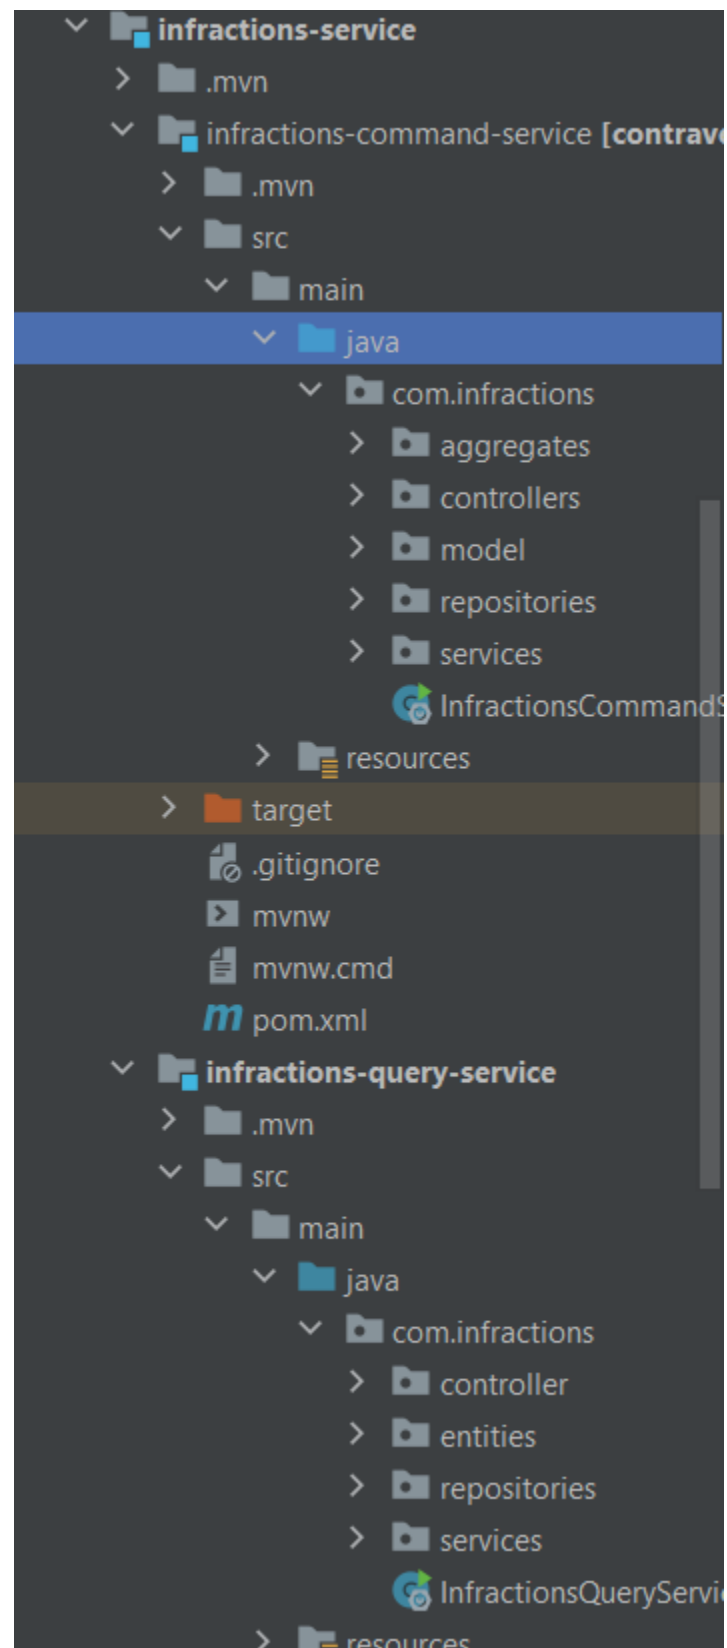 infractions-service
.mvn
infractions-command-service [contrave
.mvn
src
main
java
com.infractions
aggregates
controllers
model
repositories
services
InfractionsCommandS
resources
target
.gitignore
mvnw
mvnw.cmd
m pom.xml
infractions-query-service
.mvn
src
main
java
com.infractions
controller
entities
repositories
services
InfractionsQueryServic
resources